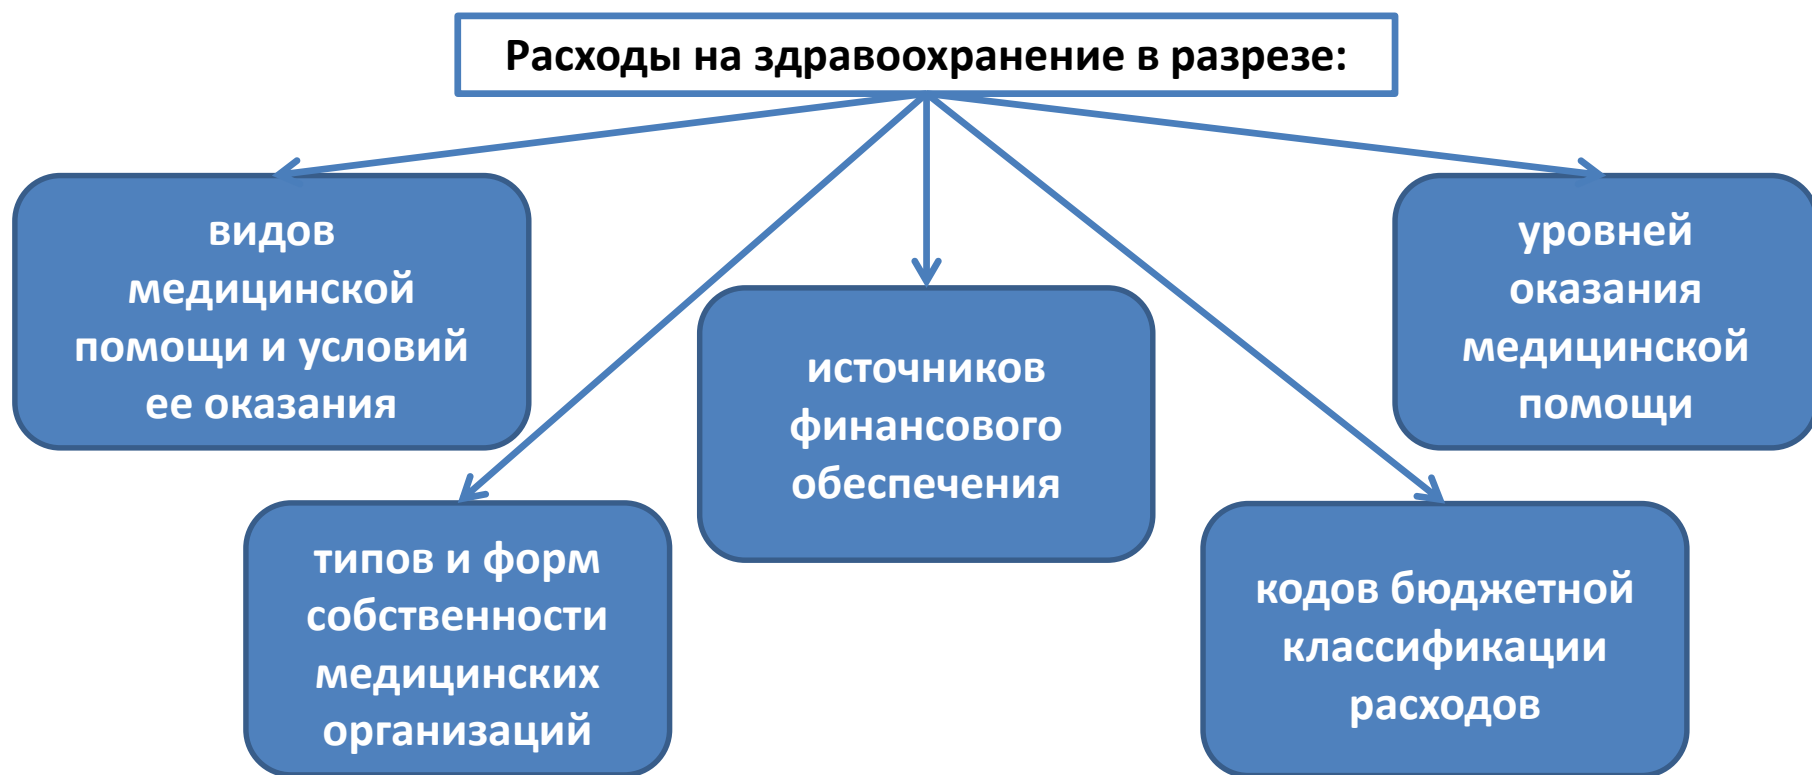 Расходы на здравоохранение в разрезе:
видов
медицинской
помощи и условий
ее оказания
типов и форм
собственности
медицинских
организаций
источников
финансового
обеспечения
кодов бюджетной
классификации
расходов
уровней
оказания
медицинской
помощи